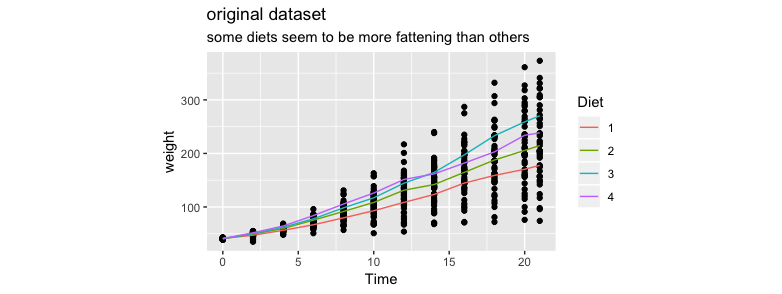 original dataset
some diets seem to be more fattening than others
weight
300
200
100
0
5
10
15
20
Time
Diet
1
2
3
4